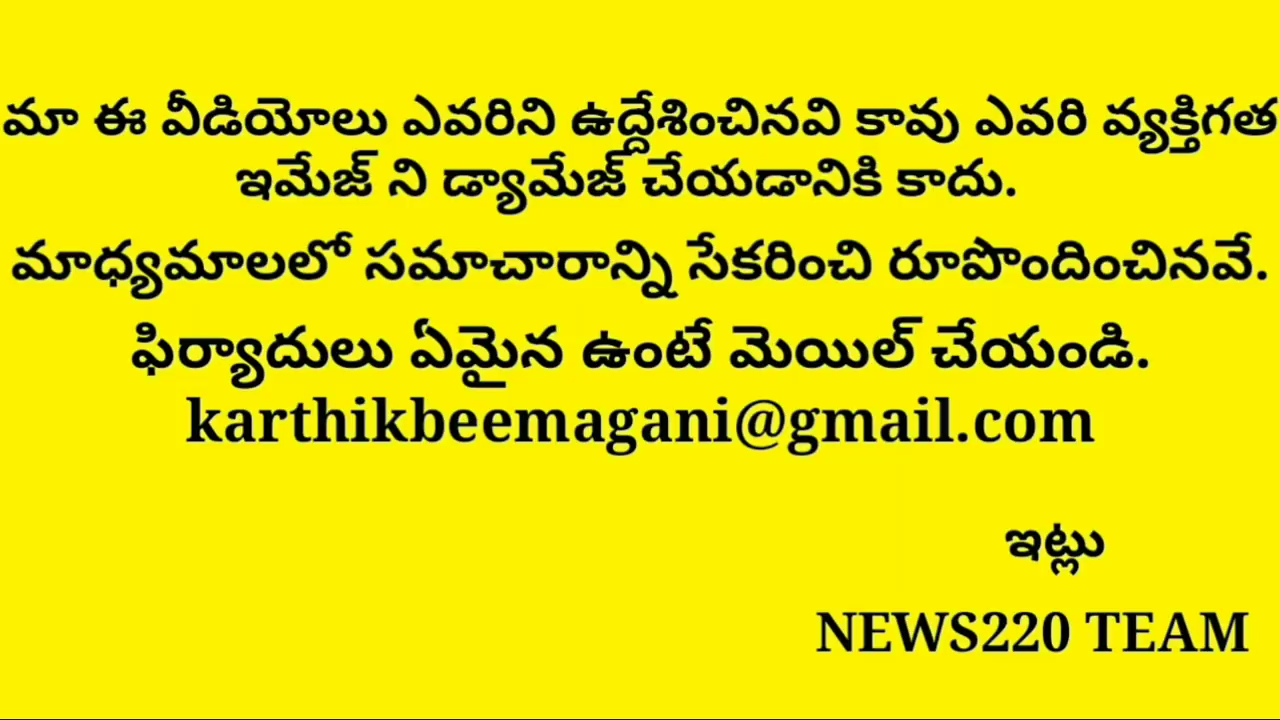 మా ఈ వీడియోలు ఎవరిని ఉద్దేశించినవి కావు ఎవరి వ్యక్తిగత
ఇమేజ్ ని డ్యామేజ్ చేయడానికి కాదు.
మాధ్యమాలలో సమాచారాన్ని సేకరించి రూపొందించినవే.
ఫిర్యాదులు ఏమైన ఉంటే మెయిల్ చేయండి.
karthikbeemagani@gmail.com
ఇట్లు
NEWS220 TEAM